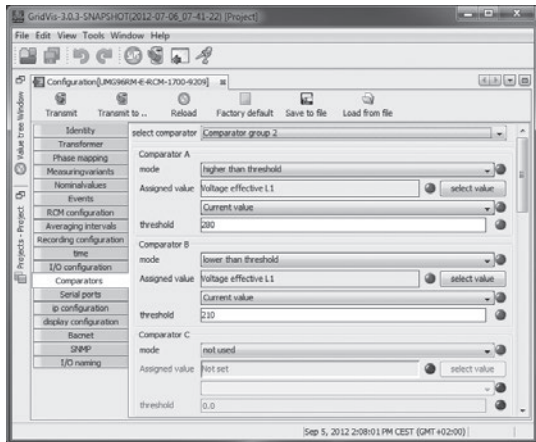 GridVis-3.0.3-SNAPSHOT(2012-07-06_07-41-22) [Project]
File Edit View Tools Window Help
Configuration[UMG96RM-E-RCM-1700-9209]
Value tree Window
Projects - Project
Transmit Transmit to .. Reload Factory default Save to file Load from file
Identity
Transformer
Phase mapping
Measuringvariants
Nominalvalues
Events
RCM configuration
Averaging intervals
Recording configuration
time
I/O configuration
Comparators
Serial ports
ip configuration
display configuration
Bacnet
SNMP
I/O naming
select comparator Comparator group 2
Comparator A
mode higher than threshold
Assigned value Voltage effective L1 select value
Current value
threshold 280
Comparator B
mode lower than threshold
Assigned value Voltage effective L1 select value
Current value
threshold 210
Comparator C
mode not used
Assigned value Not set select value
threshold 0.0
Sep 5, 2012 2:08:01 PM CEST (GMT +02:00)